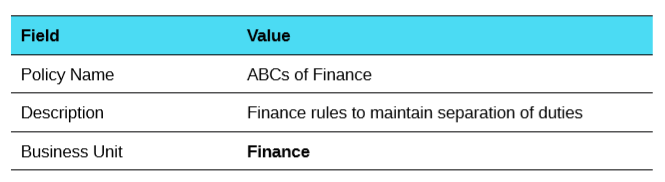 Field Value
Policy Name ABCs of Finance
Description Finance rules to maintain separation of duties
Business Unit Finance